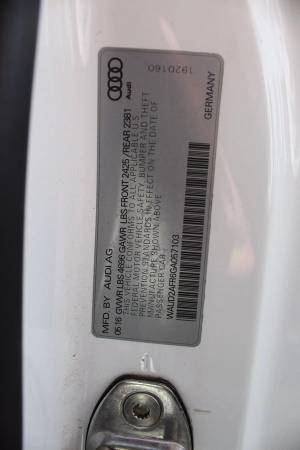 MFD. BY AUDI AG
05 16 GVWR LBS 4696 GAWR LBS FRONT 2425 / REAR 2381
THIS VEHICLE CONFORMS TO ALL APPLICABLE U.S.
FEDERAL MOTOR VEHICLE SAFETY, BUMPER AND THEFT
PREVENTION STANDARDS IN EFFECT ON THE DATE OF
MANUFACTURE SHOWN ABOVE
PASSENGER CAR
WAUD2AFR6GA057103
Audi
1920160
GERMANY